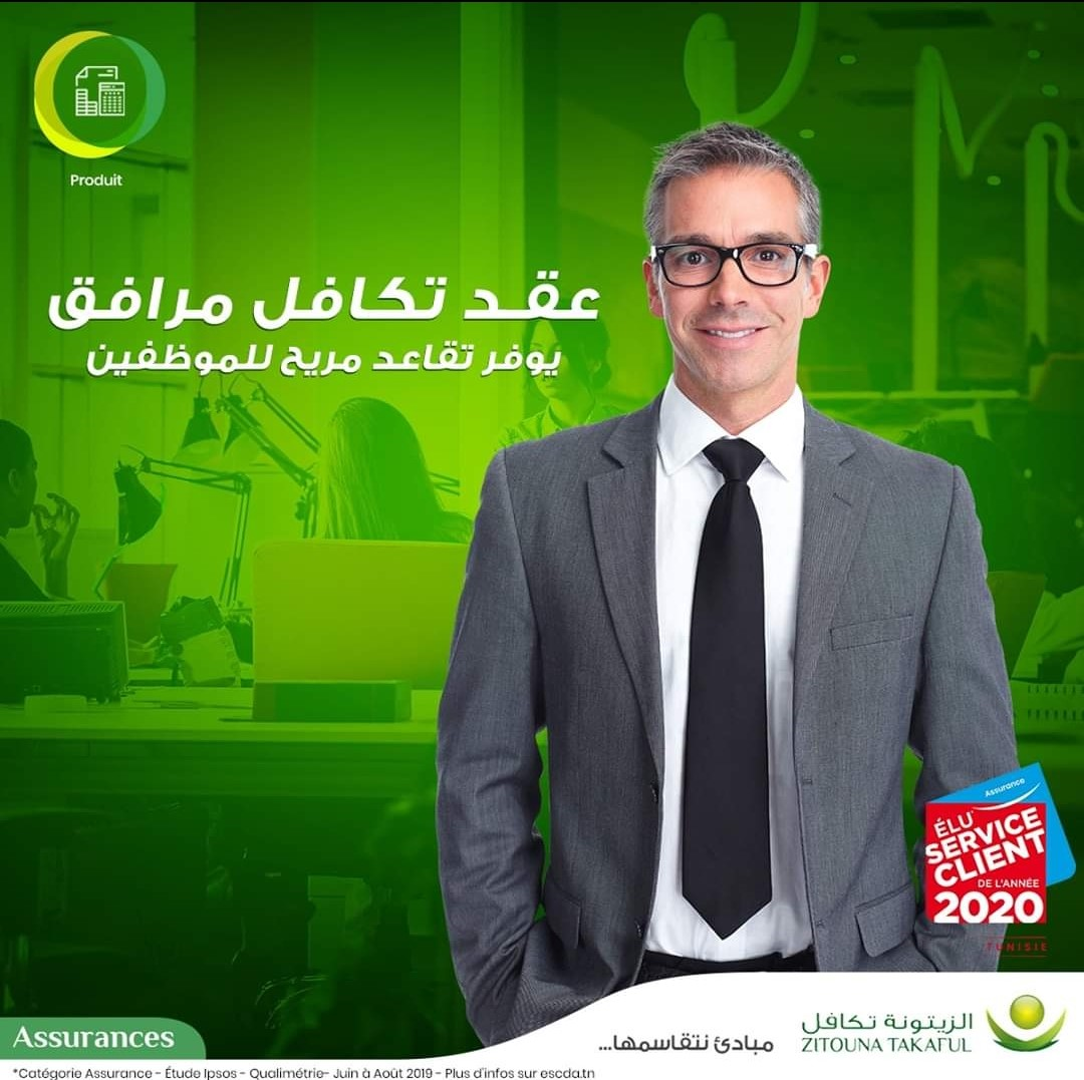 Produit
عقد تكافل مرافق
يوفر تقاعد مريح للموظفين
Assurance
ÉLU*
SERVICE
CLIENT
DE L'ANNÉE
2020
TUNISIE
Assurances
مبادئ نتقاسمها...
الزيتونة تكافل
ZITOUNA TAKAFUL
*Catégorie Assurance - Étude Ipsos - Qualimétrie- Juin à Août 2019 - Plus d'infos sur escda.tn